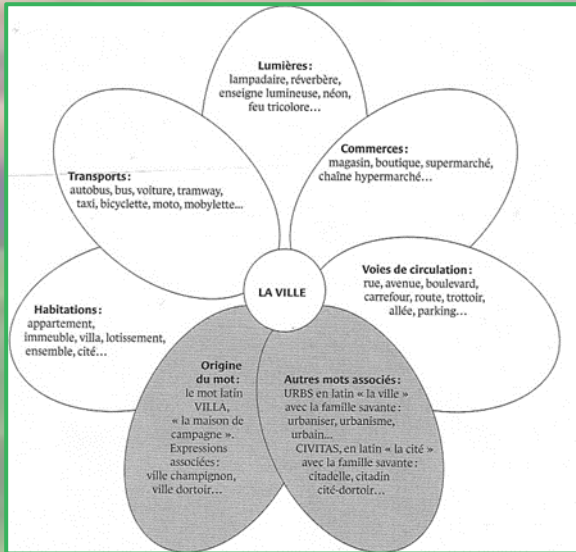 Lumières :
lampadaire, réverbère,
enseigne lumineuse, néon,
feu tricolore...
Commerces :
magasin, boutique, supermarché,
chaîne hypermarché...
Transports :
autobus, bus, voiture, tramway,
taxi, bicyclette, moto, mobylette...
LA VILLE
Voies de circulation :
rue, avenue, boulevard,
carrefour, route, trottoir,
allée, parking...
Habitations :
appartement,
immeuble, villa, lotissement,
ensemble, cité...
Origine
du mot :
le mot latin
VILLA,
« la maison de
campagne ».
Expressions
associées :
ville champignon,
ville dortoir...
Autres mots associés :
URBS en latin « la ville »
avec la famille savante :
urbaniser, urbanisme,
urbain...
CIVITAS, en latin « la cité »
avec la famille savante :
citadelle, citadin
cité-dortoir...